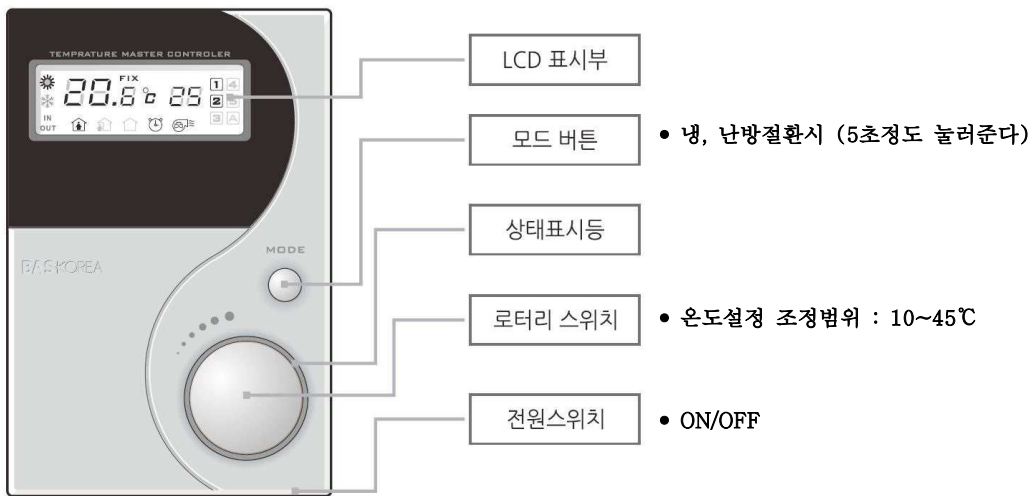 TEMPRATURE MASTER CONTROLER
FIX
20.8℃ 25
1 4
2 5
3 A
IN
OUT
MODE
BAS KOREA
LCD 표시부
모드 버튼
• 냉, 난방절환시 (5초정도 눌러준다)
상태표시등
로터리 스위치
• 온도설정 조정범위 : 10~45℃
전원스위치
• ON/OFF